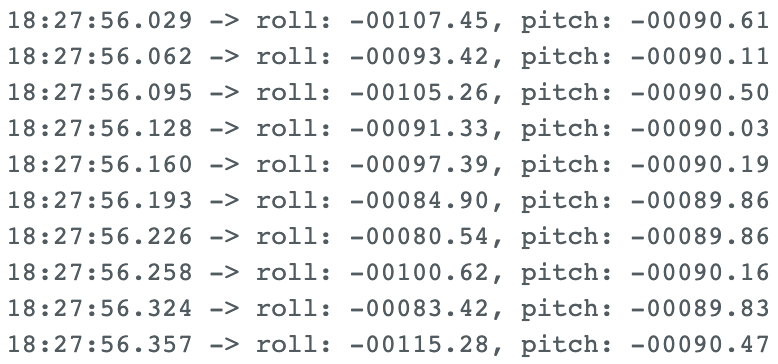 18:27:56.029 -> roll: -00107.45, pitch: -00090.61
18:27:56.062 -> roll: -00093.42, pitch: -00090.11
18:27:56.095 -> roll: -00105.26, pitch: -00090.50
18:27:56.128 -> roll: -00091.33, pitch: -00090.03
18:27:56.160 -> roll: -00097.39, pitch: -00090.19
18:27:56.193 -> roll: -00084.90, pitch: -00089.86
18:27:56.226 -> roll: -00080.54, pitch: -00089.86
18:27:56.258 -> roll: -00100.62, pitch: -00090.16
18:27:56.324 -> roll: -00083.42, pitch: -00089.83
18:27:56.357 -> roll: -00115.28, pitch: -00090.47